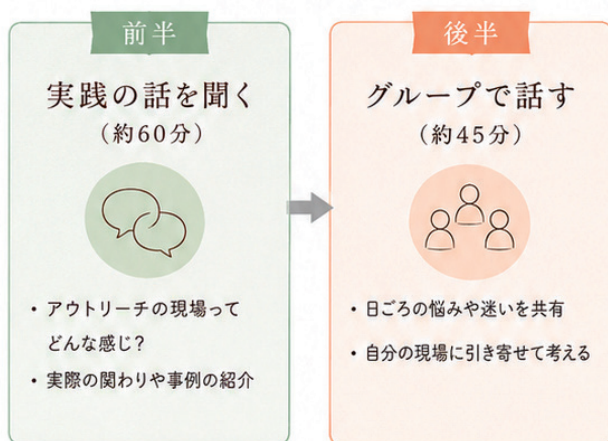 前半
実践の話を聞く
（約60分）
・アウトリーチの現場って
どんな感じ？
・実際の関わりや事例の紹介
後半
グループで話す
（約45分）
・日ごろの悩みや迷いを共有
・自分の現場に引き寄せて考える